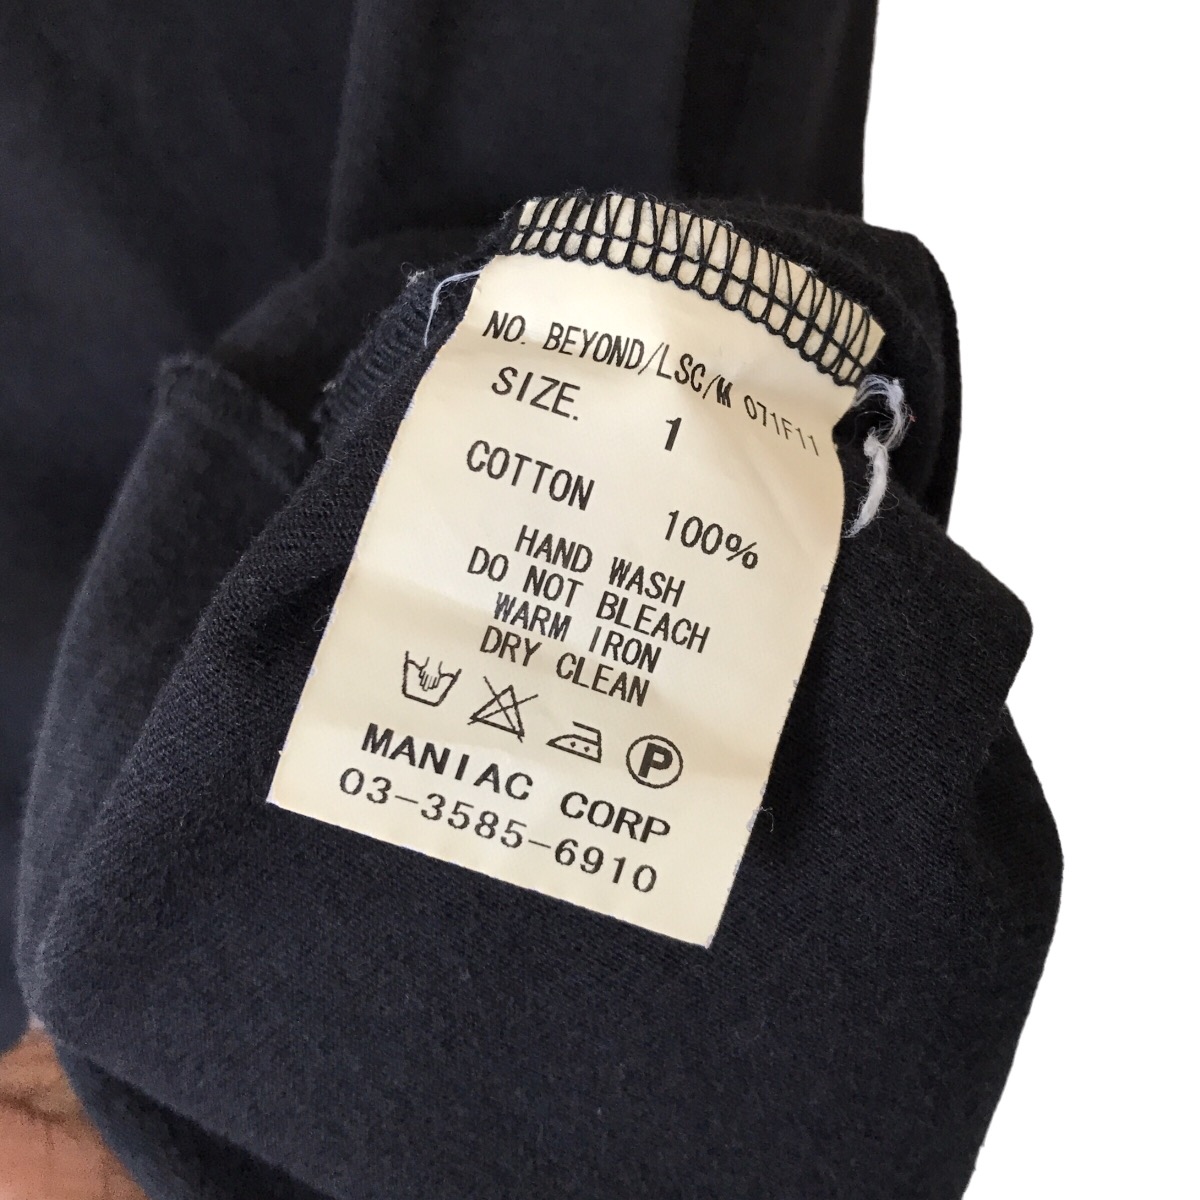 NO. BEYOND/LSC/M 071F11
SIZE. 1
COTTON 100%
HAND WASH
DO NOT BLEACH
WARM IRON
DRY CLEAN
P
MANIAC CORP
03-3585-6910